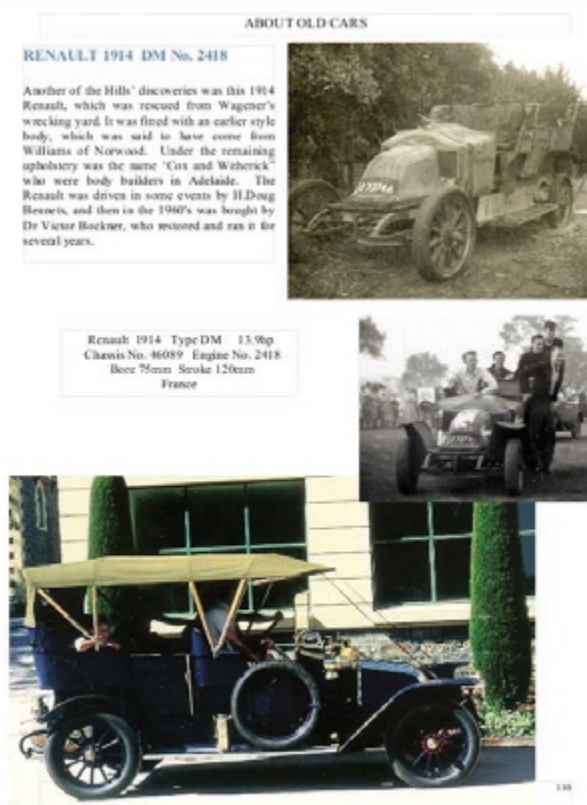 ABOUT OLD CARS
RENAULT 1914 DM No. 2418
Another of the Hills' discoveries was this 1914
Renault, which was rescued from Wagener's
wrecking yard. It was fitted with an earlier style
body, which was said to have come from
Williams of Norwood. Under the remaining
upholstery was the name 'Cox and Witherick"
who were body builders in Adelaide. The
Renault was driven in some events by H.Doug
Bennets, and then in the 1960's was bought by
Dr Victor Bockner, who restored and ran it for
several years.
Renault 1914 Type DM 13.9hp
Chassis No. 46089 Engine No. 2418
Bore 75mm Stroke 120mm
France
110